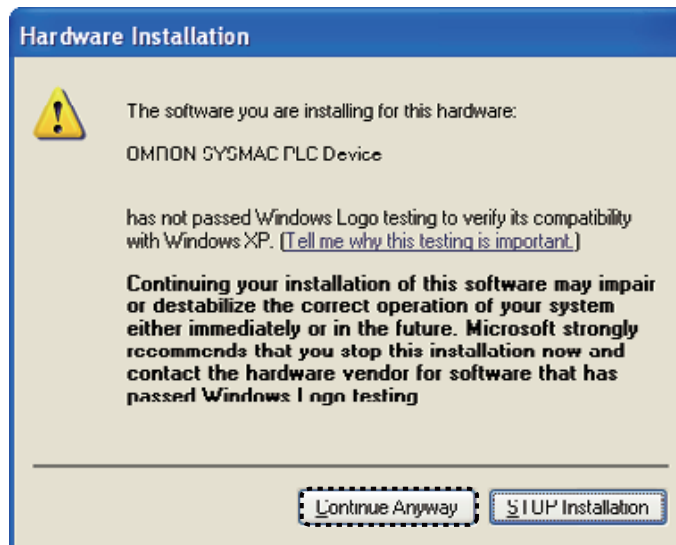 Hardware Installation
The software you are installing for this hardware:
OMRON SYSMAC PLC Device
has not passed Windows Logo testing to verify its compatibility
with Windows XP. (Tell me why this testing is important.)
Continuing your installation of this software may impair
or destabilize the correct operation of your system
either immediately or in the future. Microsoft strongly
recommends that you stop this installation now and
contact the hardware vendor for software that has
passed Windows Logo testing
Continue Anyway
STOP Installation